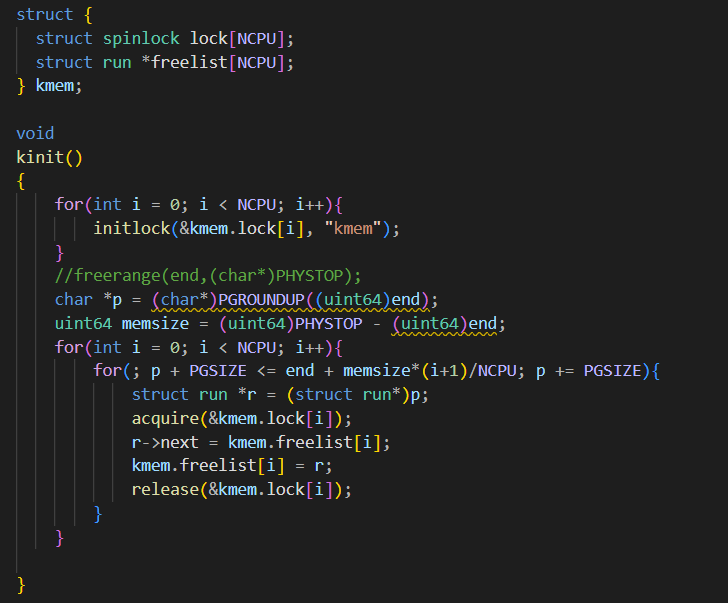 struct {
  struct spinlock lock[NCPU];
  struct run *freelist[NCPU];
} kmem;

void
kinit()
{
    for(int i = 0; i < NCPU; i++){
        initlock(&kmem.lock[i], "kmem");
    }
    //freerange(end,(char*)PHYSTOP);
    char *p = (char*)PGROUNDUP((uint64)end);
    uint64 memsize = (uint64)PHYSTOP - (uint64)end;
    for(int i = 0; i < NCPU; i++){
        for(; p + PGSIZE <= end + memsize*(i+1)/NCPU; p += PGSIZE){
            struct run *r = (struct run*)p;
            acquire(&kmem.lock[i]);
            r->next = kmem.freelist[i];
            kmem.freelist[i] = r;
            release(&kmem.lock[i]);
        }
    }

}